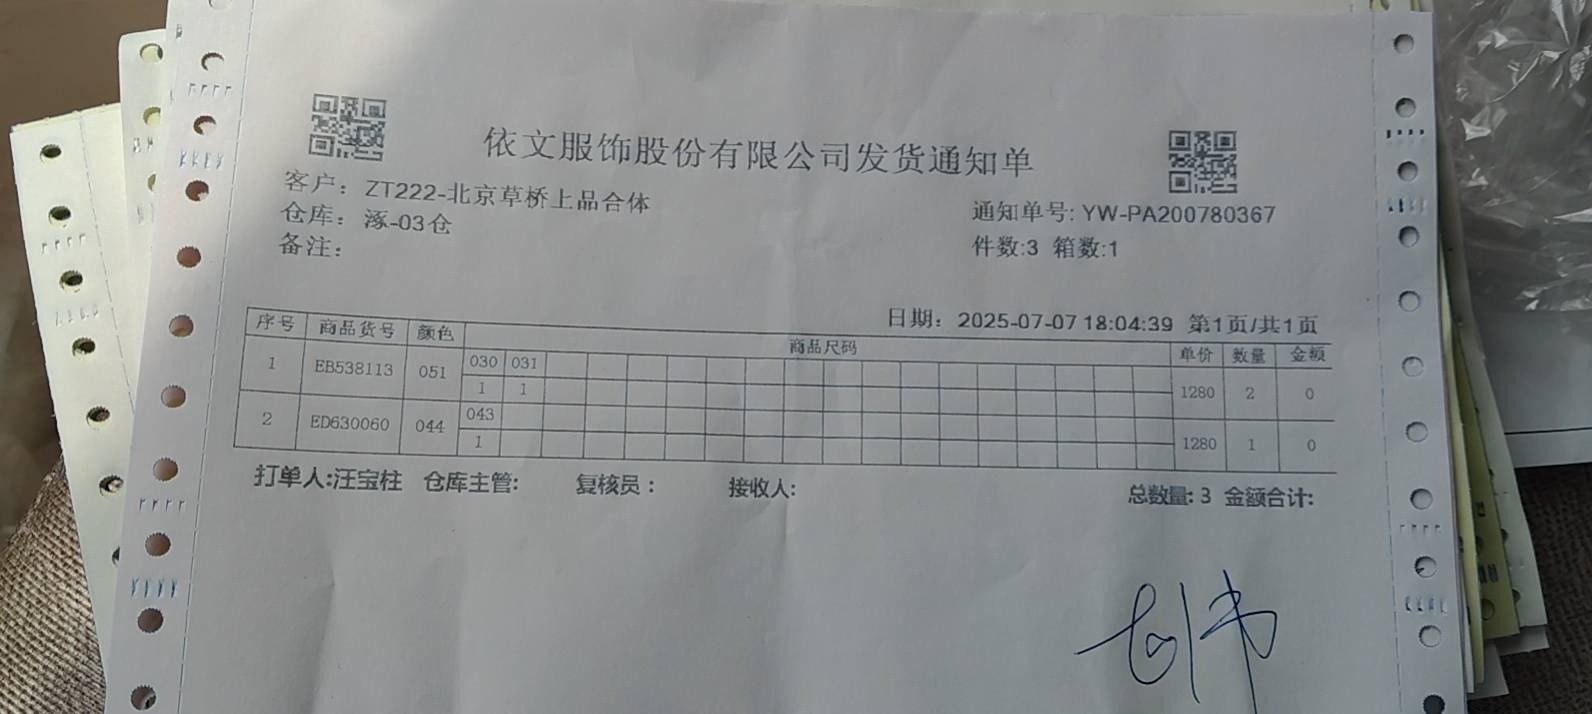 依文服饰股份有限公司发货通知单
客户：ZT222-北京草桥上品合体
通知单号: YW-PA200780367
仓库：涿-03仓
件数:3 箱数:1
备注：
日期：2025-07-07 18:04:39 第1页/共1页
序号 商品货号 颜色 商品尺码 单价 数量 金额
1 EB538113 051 030 031 1280 2 0
1 1
2 ED630060 044 043 1280 1 0
1
打单人:汪宝柱 仓库主管: 复核员： 接收人: 总数量: 3 金额合计: